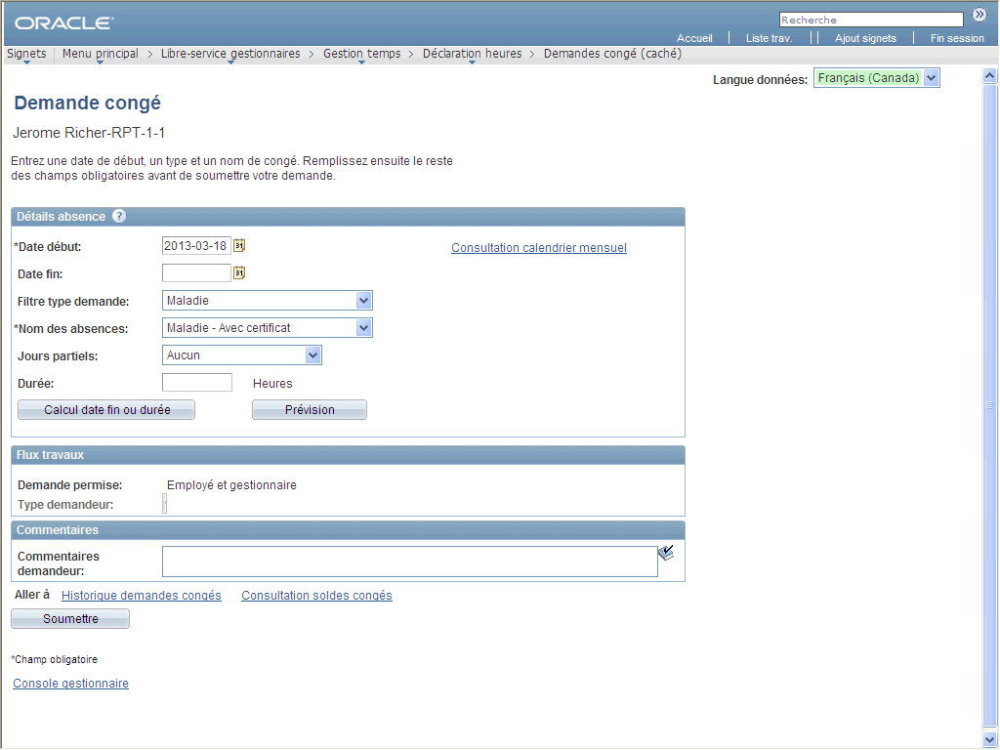 ORACLE
Recherche
Accueil Liste trav. Ajout signets Fin session
Signets Menu principal > Libre-service gestionnaires > Gestion temps > Déclaration heures > Demandes congé (caché)
Langue données: Français (Canada)
Demande congé
Jerome Richer-RPT-1-1
Entrez une date de début, un type et un nom de congé. Remplissez ensuite le reste
des champs obligatoires avant de soumettre votre demande.
Détails absence ?
*Date début: 2013-03-18 31 Consultation calendrier mensuel
Date fin: 31
Filtre type demande: Maladie
*Nom des absences: Maladie - Avec certificat
Jours partiels: Aucun
Durée: Heures
Calcul date fin ou durée Prévision
Flux travaux
Demande permise: Employé et gestionnaire
Type demandeur:
Commentaires
Commentaires
demandeur:
Aller à Historique demandes congés Consultation soldes congés
Soumettre
*Champ obligatoire
Console gestionnaire